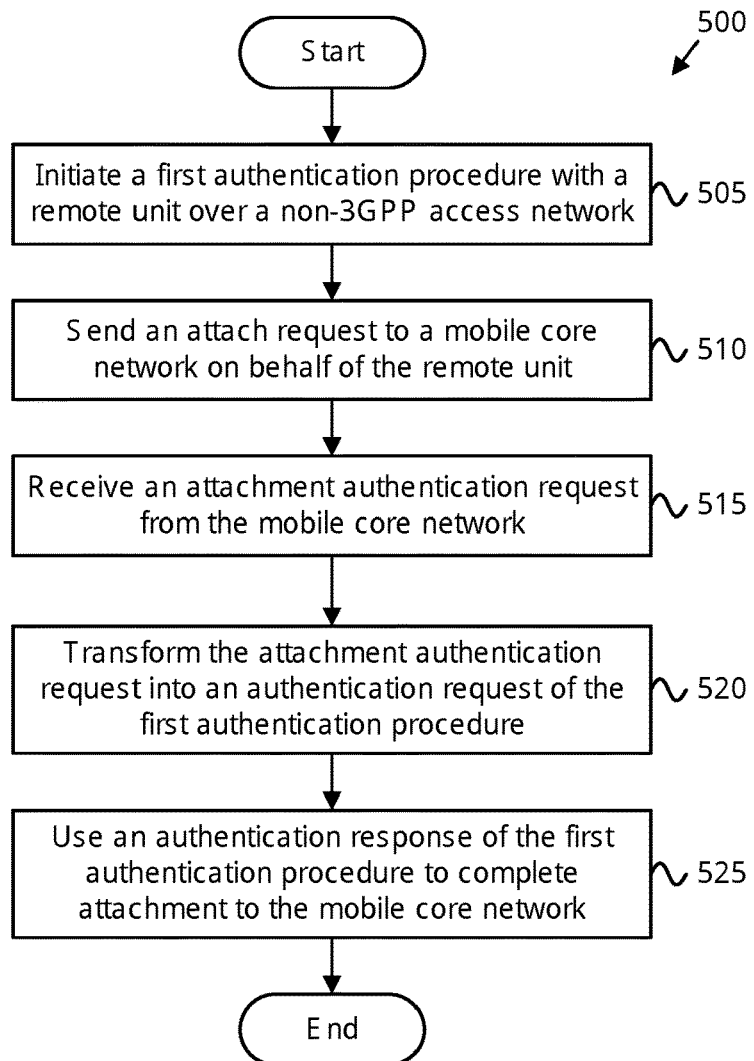 500
Start
Initiate a first authentication procedure with a
remote unit over a non-3GPP access network
505
Send an attach request to a mobile core
network on behalf of the remote unit
510
Receive an attachment authentication request
from the mobile core network
515
Transform the attachment authentication
request into an authentication request of the
first authentication procedure
520
Use an authentication response of the first
authentication procedure to complete
attachment to the mobile core network
525
End